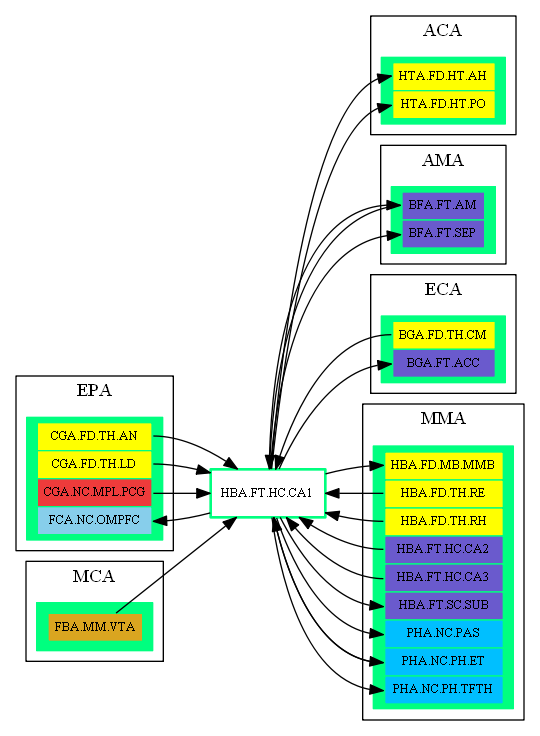 ACA
HTA.FD.HT.AH
HTA.FD.HT.PO
AMA
BFA.FT.AM
BFA.FT.SEP
ECA
BGA.FD.TH.CM
BGA.FT.ACC
EPA
CGA.FD.TH.AN
CGA.FD.TH.LD
CGA.NC.MPL.PCG
FCA.NC.OMPFC
MCA
FBA.MM.VTA
HBA.FT.HC.CA1
MMA
HBA.FD.MB.MMB
HBA.FD.TH.RE
HBA.FD.TH.RH
HBA.FT.HC.CA2
HBA.FT.HC.CA3
HBA.FT.SC.SUB
PHA.NC.PAS
PHA.NC.PH.ET
PHA.NC.PH.TFTH